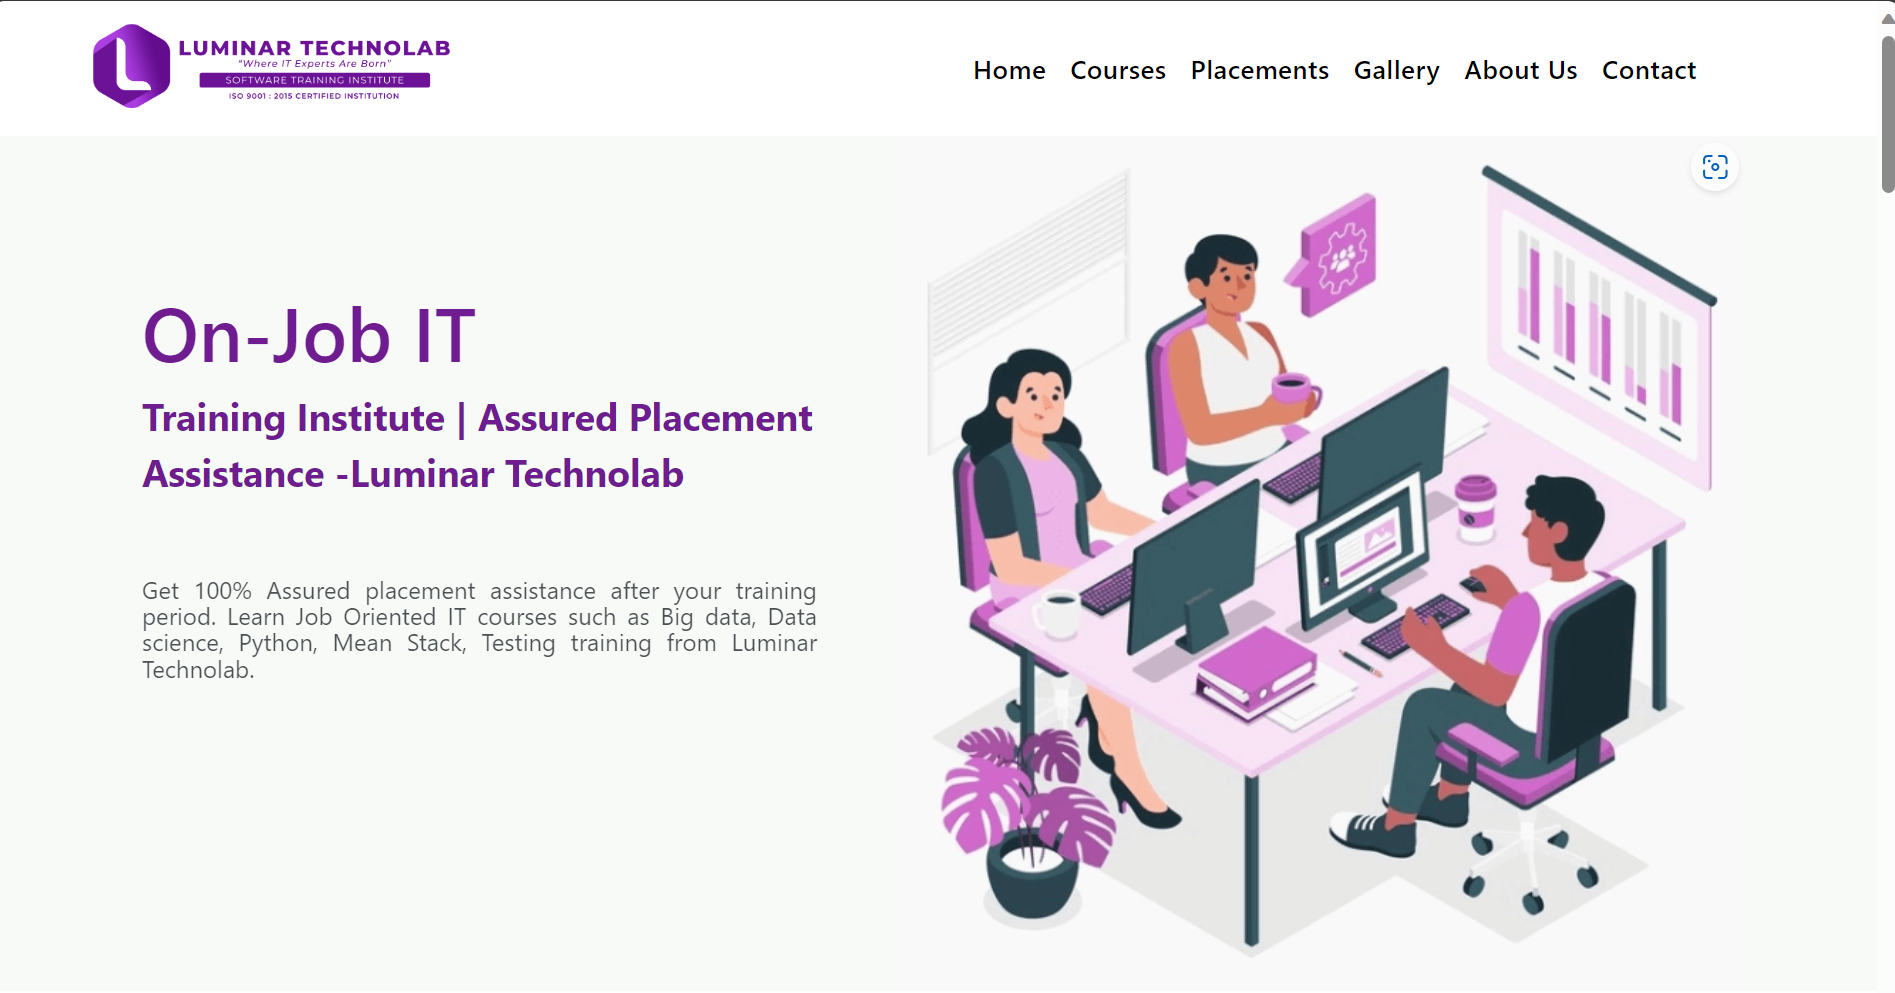 LUMINAR TECHNOLAB
"Where IT Experts Are Born"
SOFTWARE TRAINING INSTITUTE
ISO 9001 : 2015 CERTIFIED INSTITUTION
Home Courses Placements Gallery About Us Contact
On-Job IT
Training Institute | Assured Placement
Assistance -Luminar Technolab
Get 100% Assured placement assistance after your training
period. Learn Job Oriented IT courses such as Big data, Data
science, Python, Mean Stack, Testing training from Luminar
Technolab.